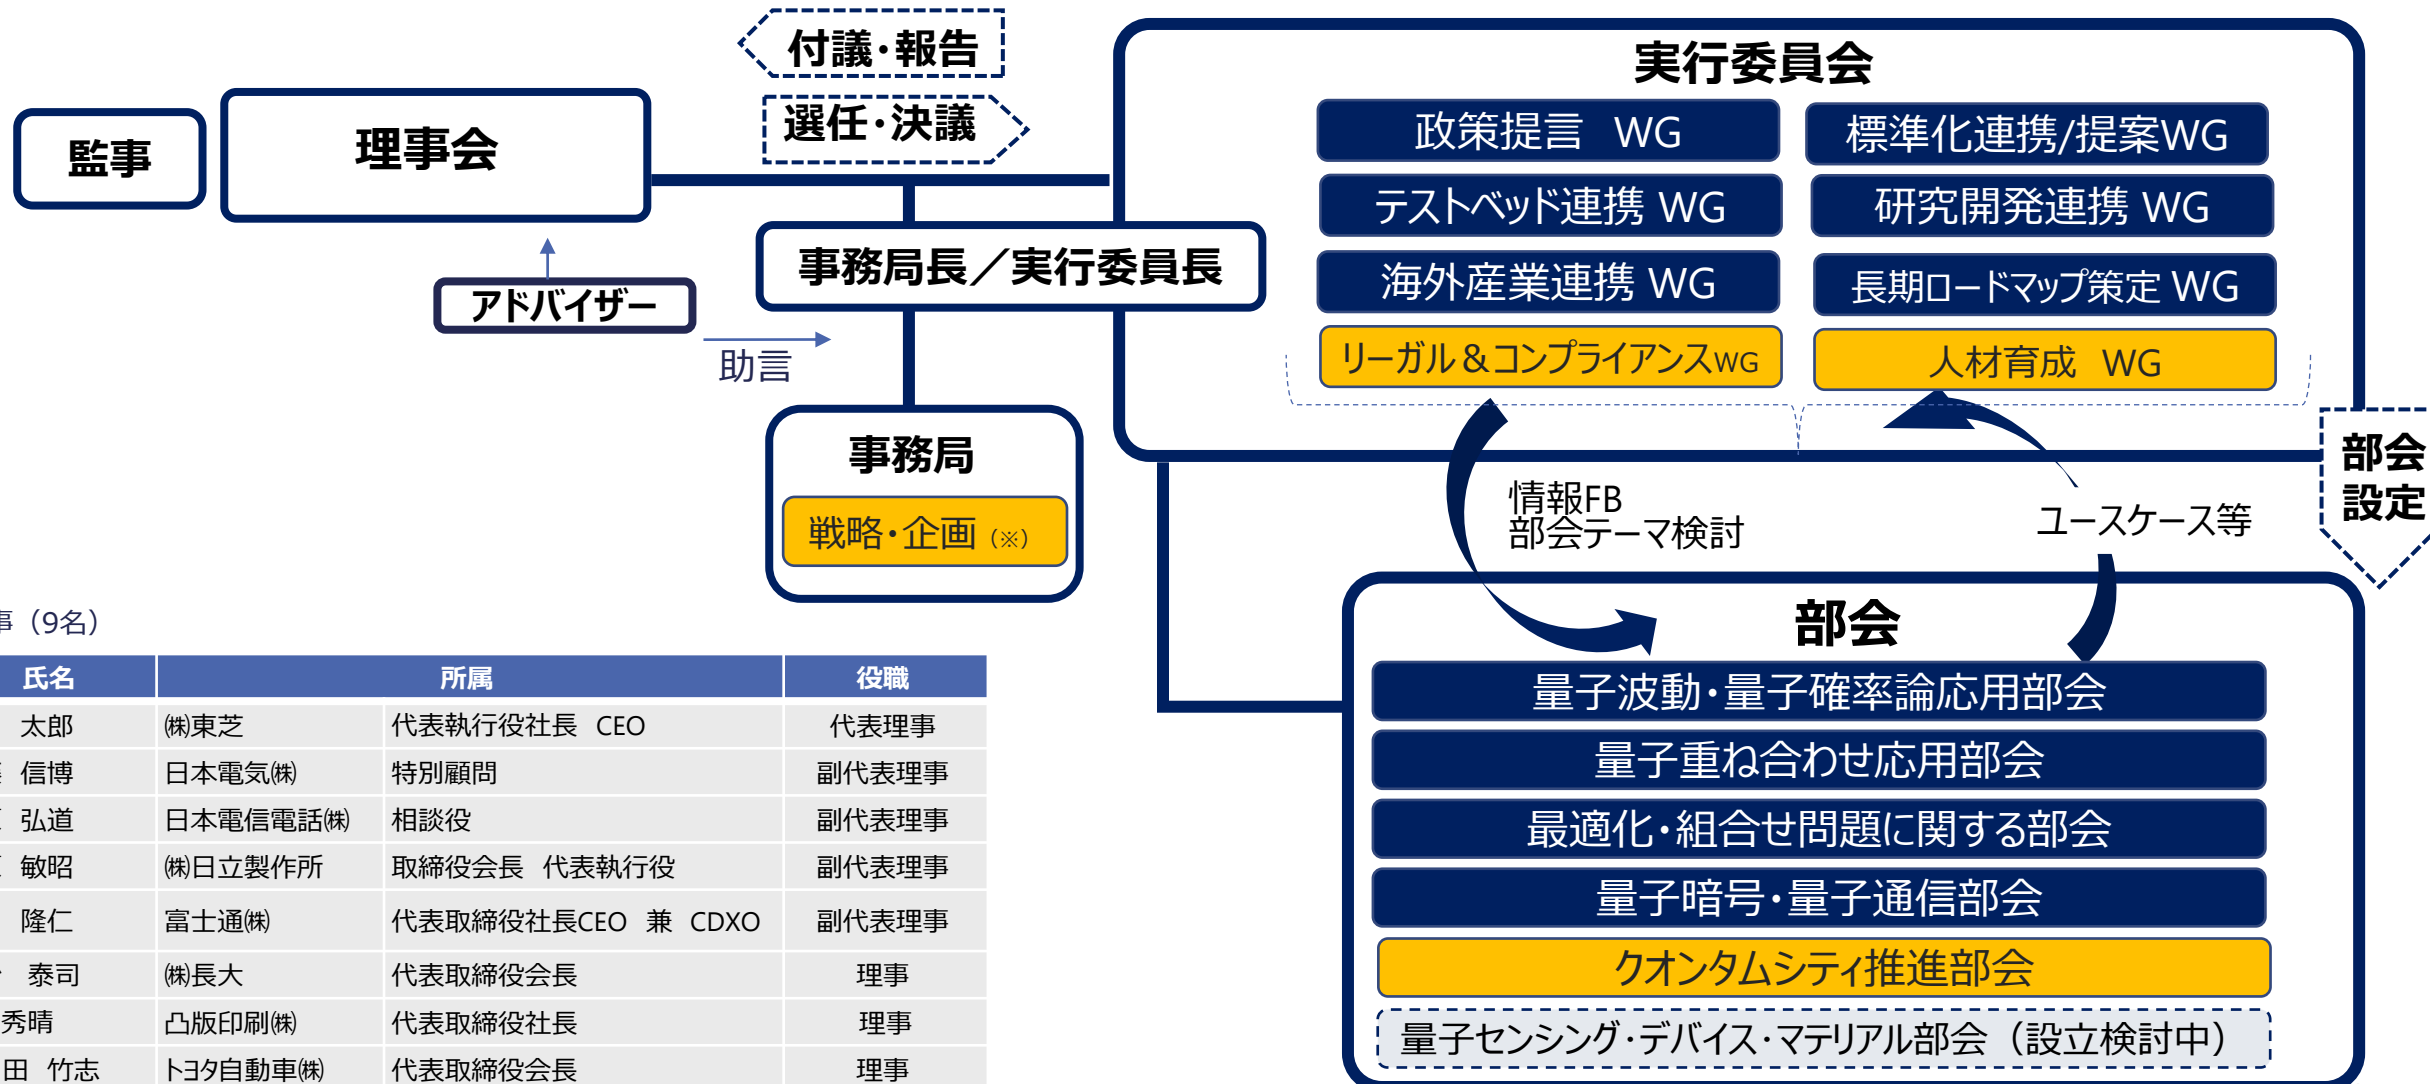 付議・報告
選任・決議
監事
理事会
アドバイザー
助言
事務局長／実行委員長
事務局
戦略・企画（※）
実行委員会
政策提言　WG
標準化連携/提案WG
テストベッド連携 WG
研究開発連携 WG
海外産業連携 WG
長期ロードマップ策定 WG
リーガル＆コンプライアンスWG
人材育成　WG
部会
設定
情報FB
部会テーマ検討
ユースケース等
部会
量子波動・量子確率論応用部会
量子重ね合わせ応用部会
最適化・組合せ問題に関する部会
量子暗号・量子通信部会
クオンタムシティ推進部会
量子センシング・デバイス・マテリアル部会（設立検討中）
事（9名）
氏名 所属 役職
太郎 ㈱東芝 代表執行役社長　CEO 代表理事
信博 日本電気㈱ 特別顧問 副代表理事
弘道 日本電信電話㈱ 相談役 副代表理事
敏昭 ㈱日立製作所 取締役会長　代表執行役 副代表理事
隆仁 富士通㈱ 代表取締役社長CEO　兼　CDXO 副代表理事
泰司 ㈱長大 代表取締役会長 理事
秀晴 凸版印刷㈱ 代表取締役社長 理事
田　竹志 トヨタ自動車㈱ 代表取締役会長 理事